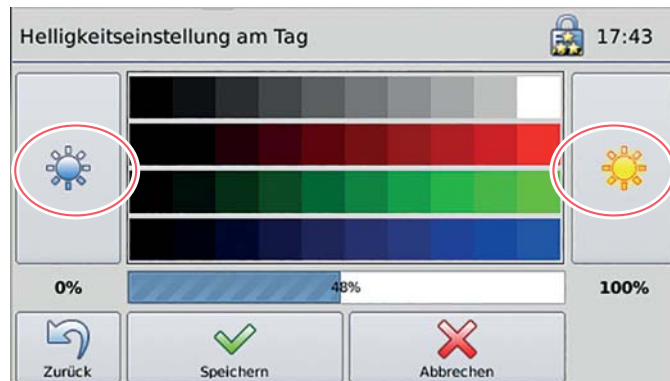 Helligkeitseinstellung am Tag 17:43
0% 48% 100%
Zurück Speichern Abbrechen